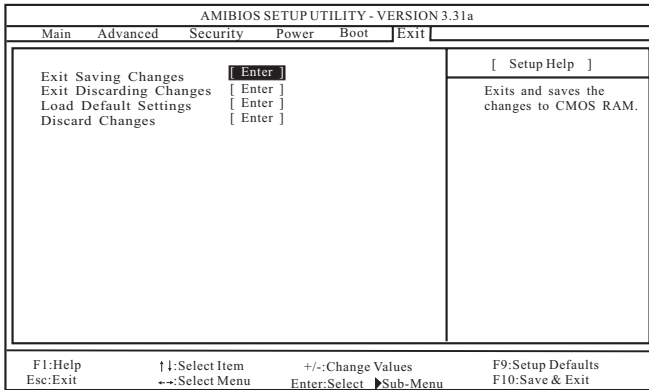 AMIBIOS SETUP UTILITY - VERSION 3.31a
Main Advanced Security Power Boot Exit
Exit Saving Changes [ Enter ]
Exit Discarding Changes [ Enter ]
Load Default Settings [ Enter ]
Discard Changes [ Enter ]
[ Setup Help ]
Exits and saves the
changes to CMOS RAM.
F1:Help ↑↓:Select Item +/-:Change Values F9:Setup Defaults
Esc:Exit ←→:Select Menu Enter:Select ▶Sub-Menu F10:Save & Exit